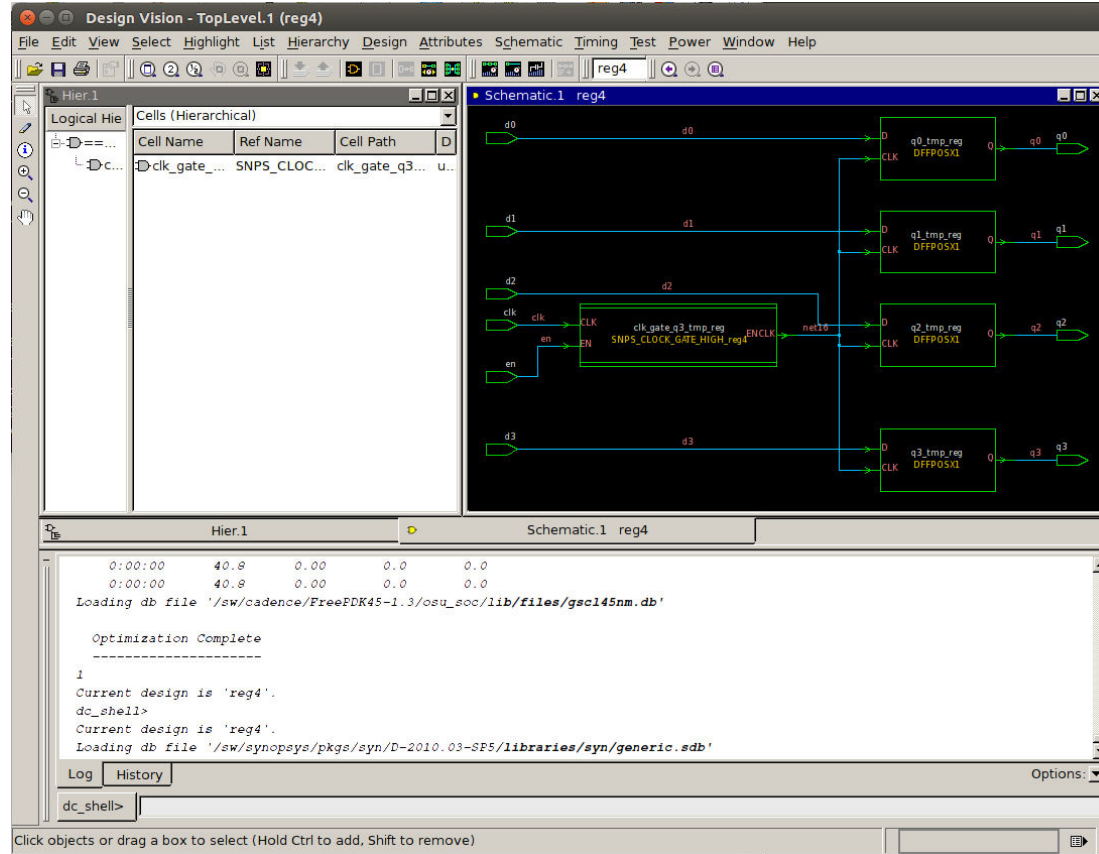 Design Vision - TopLevel.1 (reg4)
File Edit View Select Highlight List Hierarchy Design Attributes Schematic Timing Test Power Window Help
reg4
Hier.1
Logical Hie
Cells (Hierarchical)
Cell Name Ref Name Cell Path D
==...
c...
clk_gate_... SNPS_CLOC... clk_gate_q3... u..
Schematic.1 reg4
d0 d0 D CLK q0_tmp_reg DFFPOSX1 Q q0 q0
d1 d1 D CLK q1_tmp_reg DFFPOSX1 Q q1 q1
d2 d2
clk clk CLK clk_gate_q3_tmp_reg SNPS_CLOCK_GATE_HIGH_reg4 ENCLK net16 D CLK q2_tmp_reg DFFPOSX1 Q q2 q2
en en EN
d3 d3 D CLK q3_tmp_reg DFFPOSX1 Q q3 q3
Hier.1 Schematic.1 reg4
0:00:00 40.8 0.00 0.0 0.0
0:00:00 40.8 0.00 0.0 0.0
Loading db file '/sw/cadence/FreePDK45-1.3/osu_soc/lib/files/gscl45nm.db'
Optimization Complete
---------------------
1
Current design is 'reg4'.
dc_shell>
Current design is 'reg4'.
Loading db file '/sw/synopsys/pkgs/syn/D-2010.03-SP5/libraries/syn/generic.sdb'
Log History Options:
dc_shell>
Click objects or drag a box to select (Hold Ctrl to add, Shift to remove)